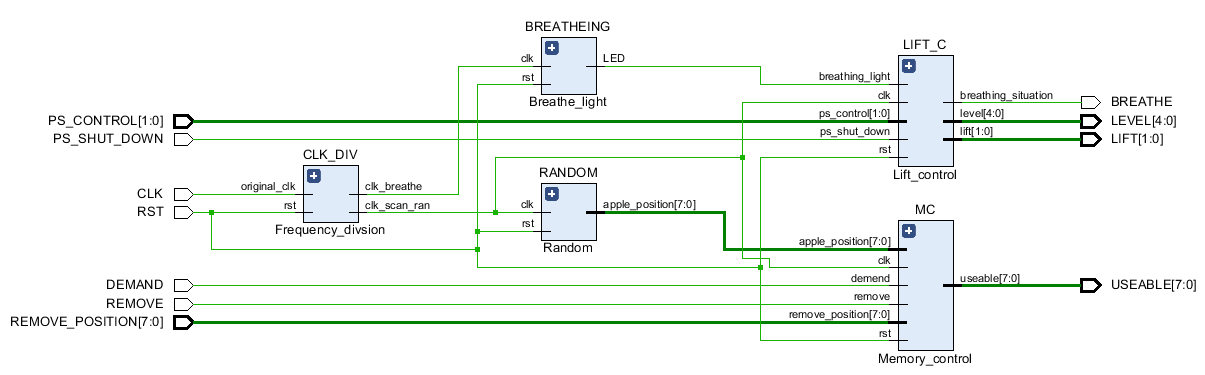 BREATHEING
clk
LED
rst
Breathe_light
LIFT_C
breathing_light
clk
breathing_situation
BREATHE
PS_CONTROL[1:0]
ps_control[1:0]
level[4:0]
LEVEL[4:0]
PS_SHUT_DOWN
ps_shut_down
lift[1:0]
LIFT[1:0]
rst
Lift_control
CLK_DIV
CLK
original_clk
clk_breathe
RST
rst
clk_scan_ran
Frequency_divsion
RANDOM
clk
apple_position[7:0]
rst
Random
MC
apple_position[7:0]
clk
DEMAND
demend
useable[7:0]
USEABLE[7:0]
REMOVE
remove
REMOVE_POSITION[7:0]
remove_position[7:0]
rst
Memory_control